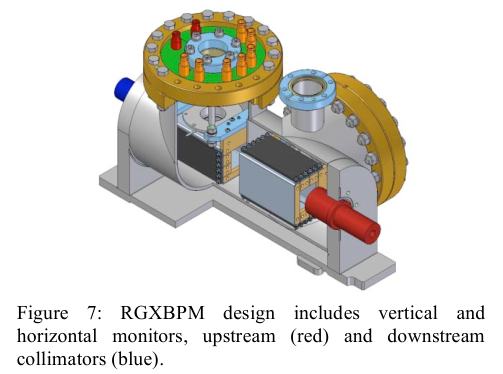 Figure 7: RGXBPM design includes vertical and
horizontal monitors, upstream (red) and downstream
collimators (blue).